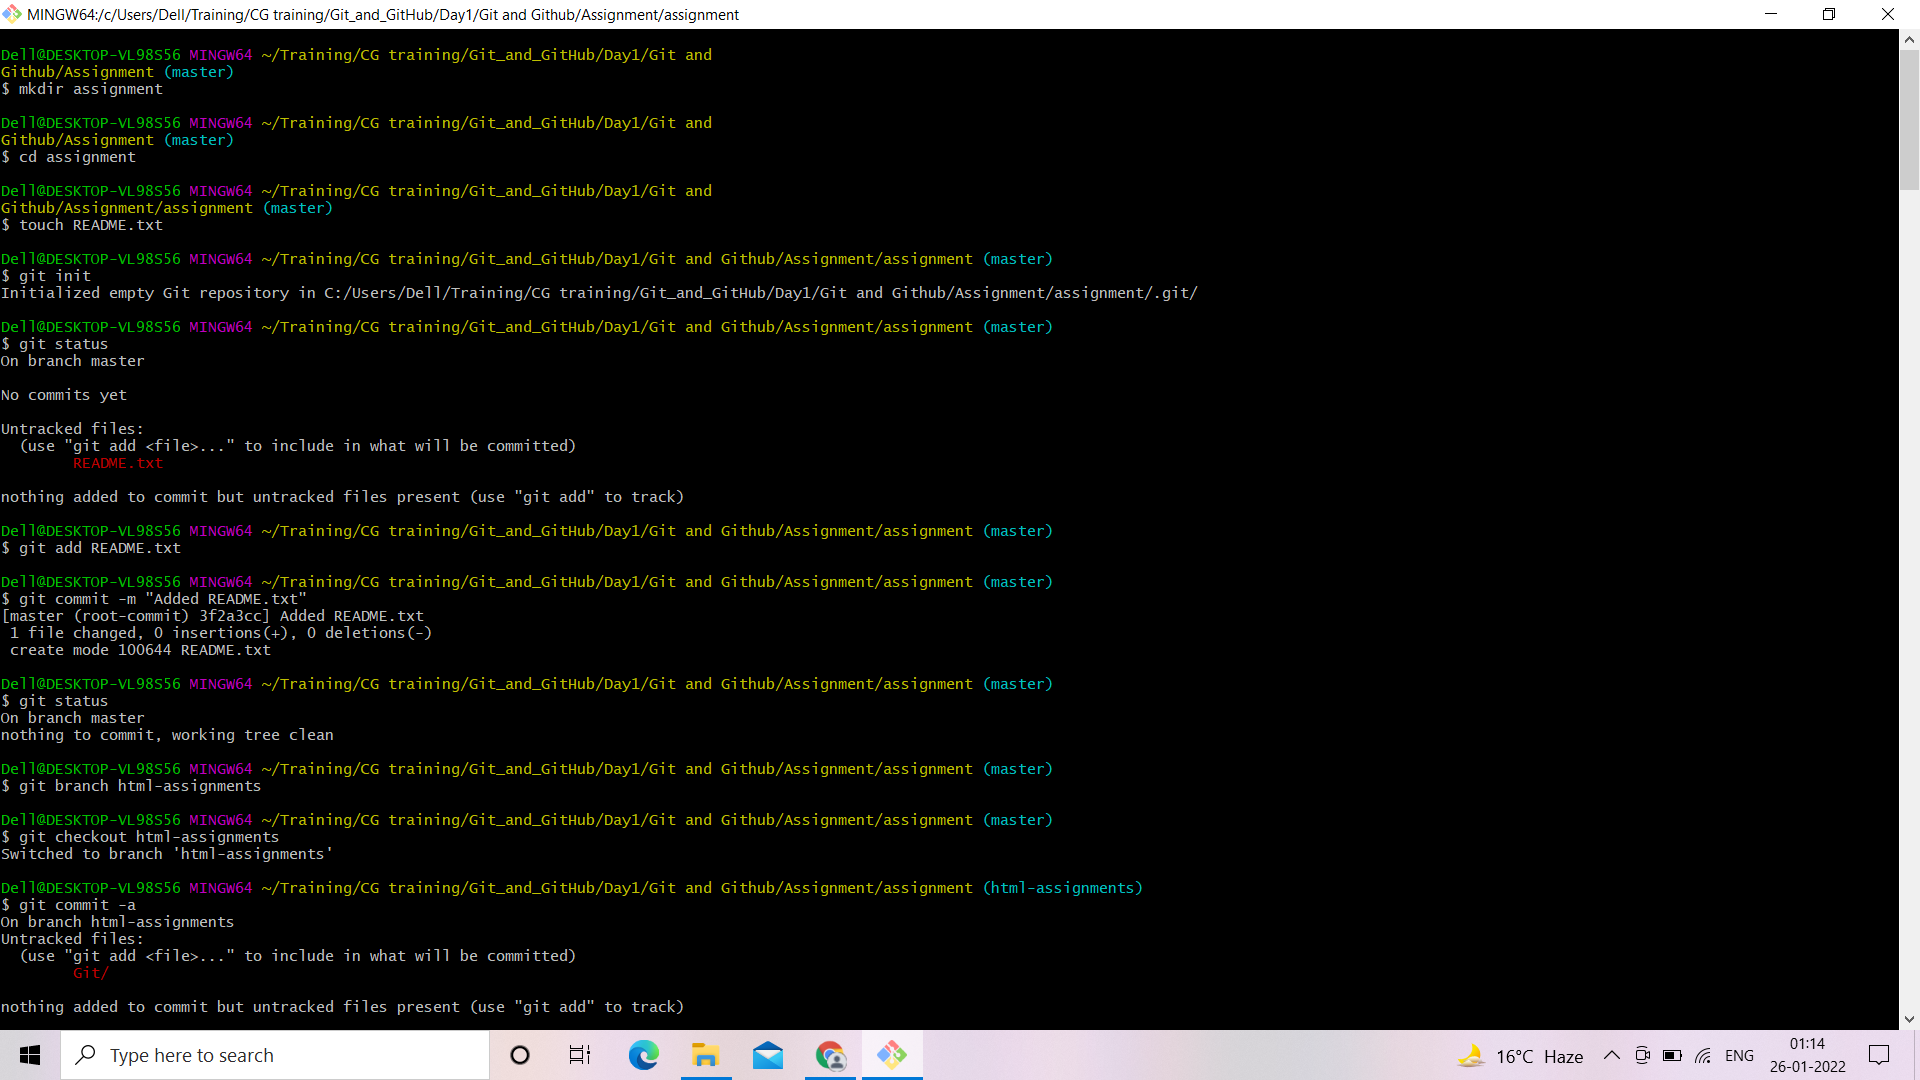 MINGW64:/c/Users/Dell/Training/CG training/Git_and_GitHub/Day1/Git and Github/Assignment/assignment
Dell@DESKTOP-VL98S56 MINGW64 ~/Training/CG training/Git_and_GitHub/Day1/Git and
Github/Assignment (master)
$ mkdir assignment
Dell@DESKTOP-VL98S56 MINGW64 ~/Training/CG training/Git_and_GitHub/Day1/Git and
Github/Assignment (master)
$ cd assignment
Dell@DESKTOP-VL98S56 MINGW64 ~/Training/CG training/Git_and_GitHub/Day1/Git and
Github/Assignment/assignment (master)
$ touch README.txt
Dell@DESKTOP-VL98S56 MINGW64 ~/Training/CG training/Git_and_GitHub/Day1/Git and Github/Assignment/assignment (master)
$ git init
Initialized empty Git repository in C:/Users/Dell/Training/CG training/Git_and_GitHub/Day1/Git and Github/Assignment/assignment/.git/
Dell@DESKTOP-VL98S56 MINGW64 ~/Training/CG training/Git_and_GitHub/Day1/Git and Github/Assignment/assignment (master)
$ git status
On branch master
No commits yet
Untracked files:
  (use "git add <file>..." to include in what will be committed)
        README.txt
nothing added to commit but untracked files present (use "git add" to track)
Dell@DESKTOP-VL98S56 MINGW64 ~/Training/CG training/Git_and_GitHub/Day1/Git and Github/Assignment/assignment (master)
$ git add README.txt
Dell@DESKTOP-VL98S56 MINGW64 ~/Training/CG training/Git_and_GitHub/Day1/Git and Github/Assignment/assignment (master)
$ git commit -m "Added README.txt"
[master (root-commit) 3f2a3cc] Added README.txt
 1 file changed, 0 insertions(+), 0 deletions(-)
 create mode 100644 README.txt
Dell@DESKTOP-VL98S56 MINGW64 ~/Training/CG training/Git_and_GitHub/Day1/Git and Github/Assignment/assignment (master)
$ git status
On branch master
nothing to commit, working tree clean
Dell@DESKTOP-VL98S56 MINGW64 ~/Training/CG training/Git_and_GitHub/Day1/Git and Github/Assignment/assignment (master)
$ git branch html-assignments
Dell@DESKTOP-VL98S56 MINGW64 ~/Training/CG training/Git_and_GitHub/Day1/Git and Github/Assignment/assignment (master)
$ git checkout html-assignments
Switched to branch 'html-assignments'
Dell@DESKTOP-VL98S56 MINGW64 ~/Training/CG training/Git_and_GitHub/Day1/Git and Github/Assignment/assignment (html-assignments)
$ git commit -a
On branch html-assignments
Untracked files:
  (use "git add <file>..." to include in what will be committed)
        Git/
nothing added to commit but untracked files present (use "git add" to track)
Type here to search
16°C Haze
ENG
01:14
26-01-2022